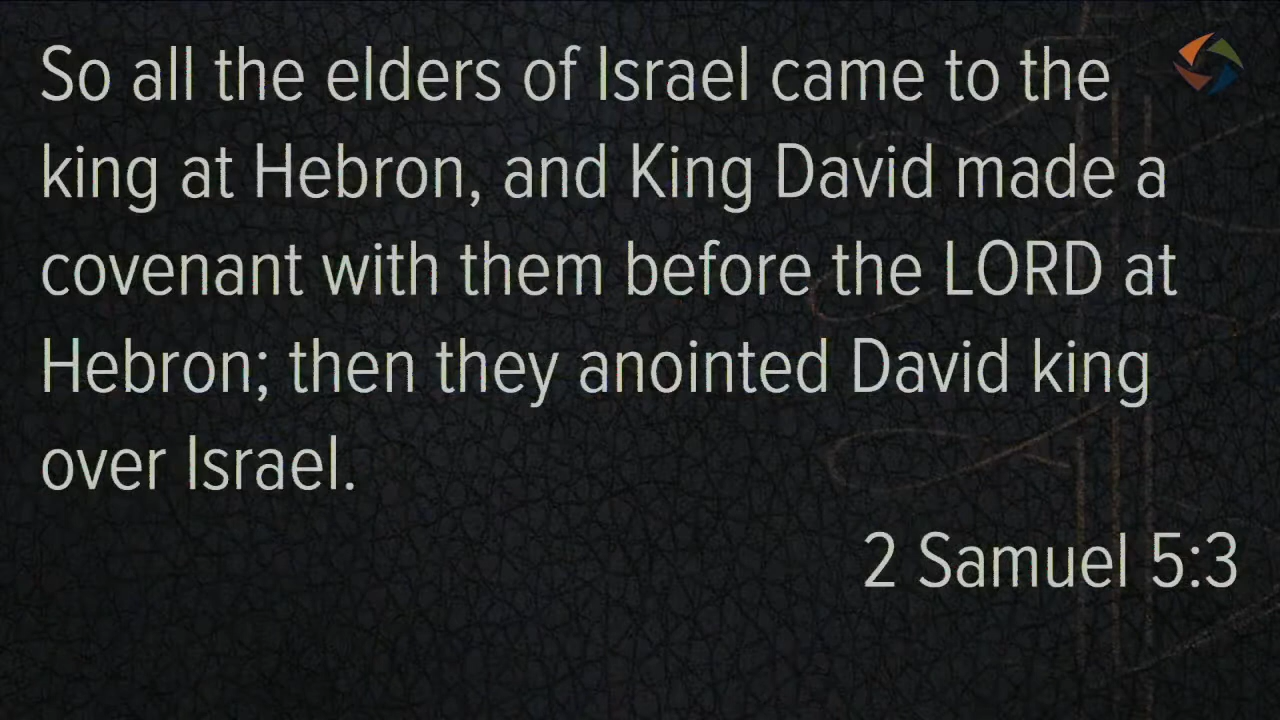 So all the elders of Israel came to the
king at Hebron, and King David made a
covenant with them before the LORD at
Hebron; then they anointed David king
over Israel.
2 Samuel 5:3